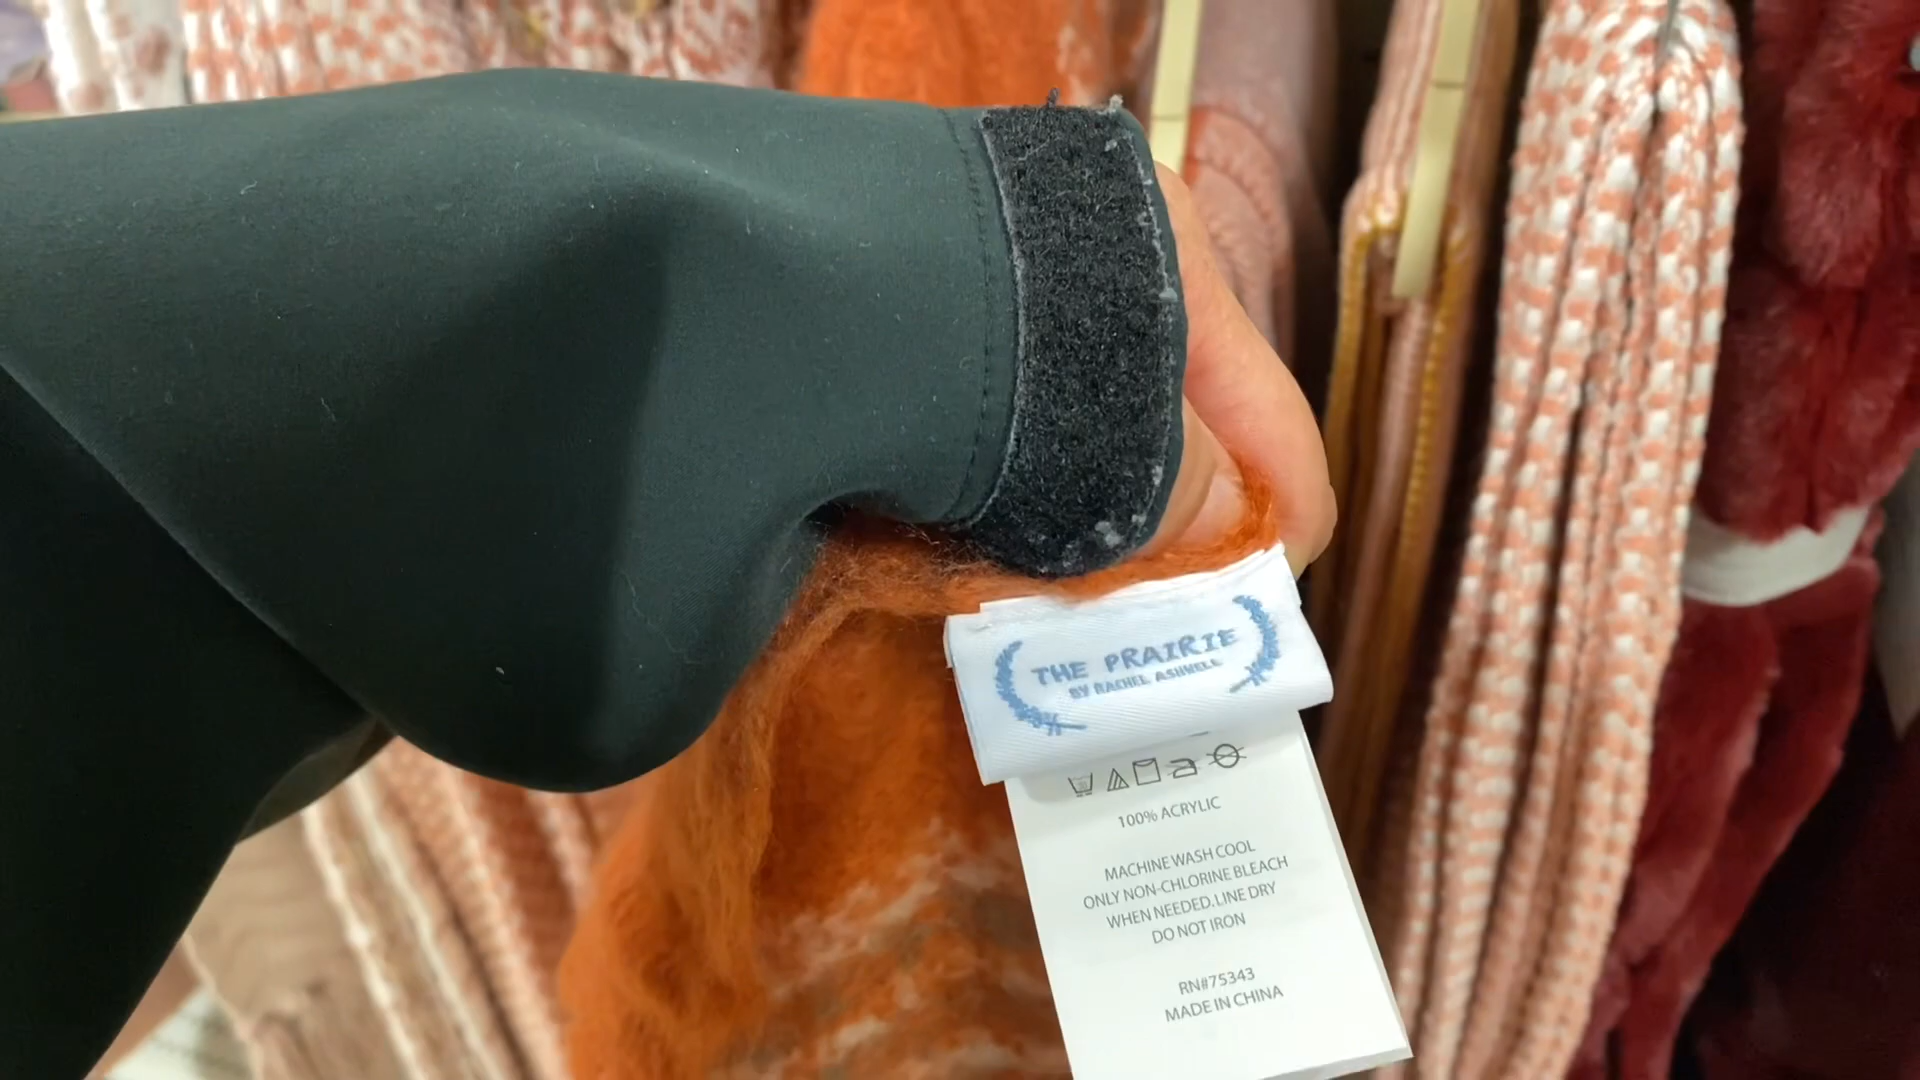 THE PRAIRIE
BY RACHEL ASHWELL
100% ACRYLIC
MACHINE WASH COOL
ONLY NON-CHLORINE BLEACH
WHEN NEEDED.LINE DRY
DO NOT IRON
RN#75343
MADE IN CHINA